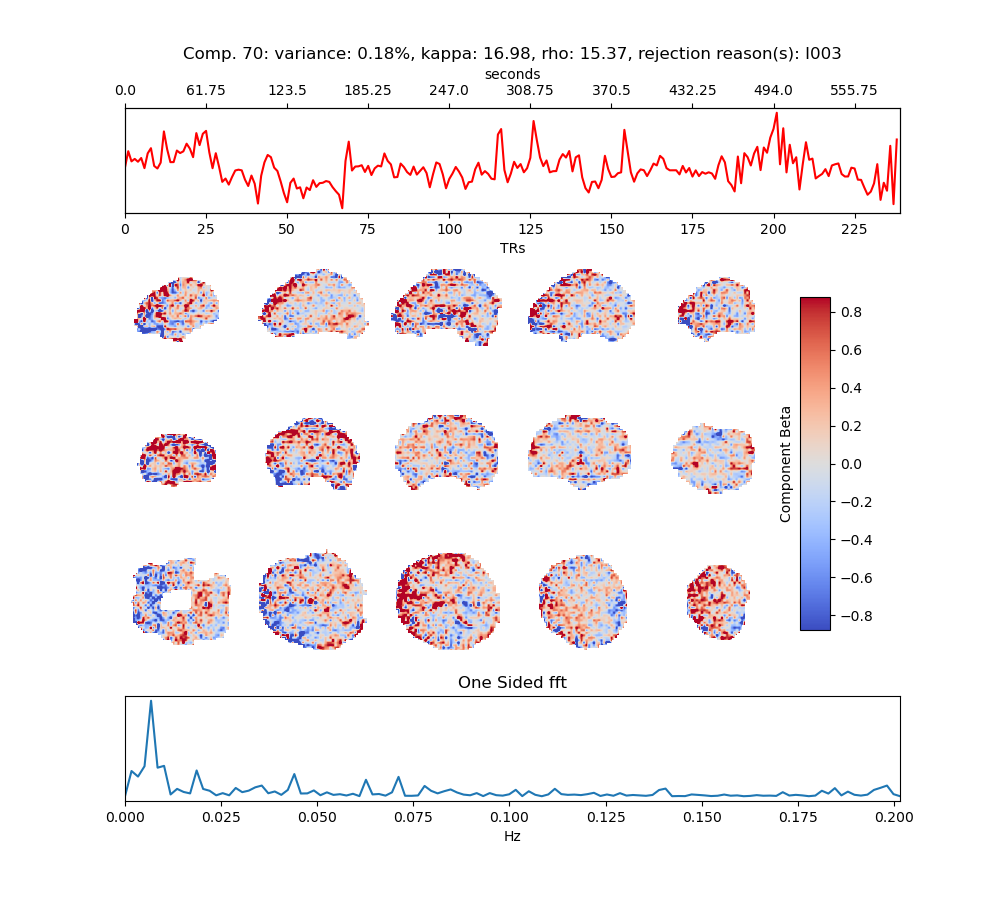 Comp. 70: variance: 0.18%, kappa: 16.98, rho: 15.37, rejection reason(s): I003
seconds
0.0 61.75 123.5 185.25 247.0 308.75 370.5 432.25 494.0 555.75
0 25 50 75 100 125 150 175 200 225
TRs
0.8
0.6
0.4
0.2
0.0
−0.2
−0.4
−0.6
−0.8
Component Beta
One Sided fft
0.000 0.025 0.050 0.075 0.100 0.125 0.150 0.175 0.200
Hz